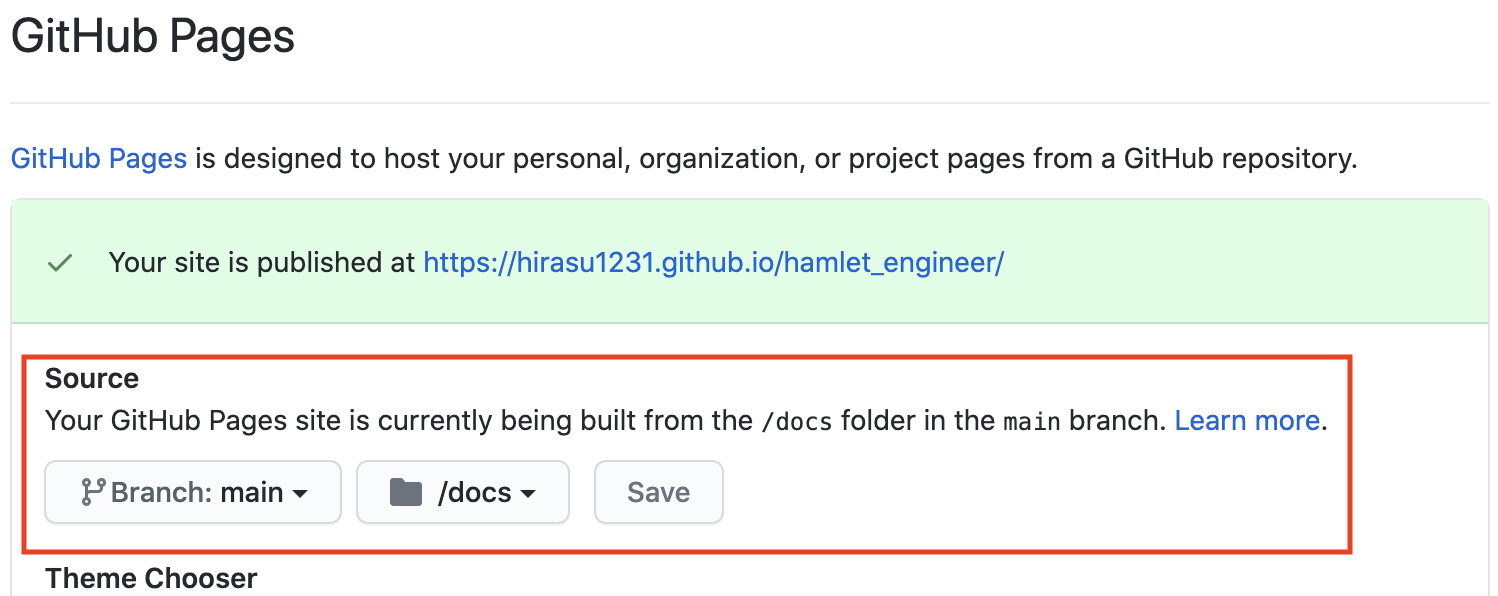 GitHub Pages
GitHub Pages is designed to host your personal, organization, or project pages from a GitHub repository.
Your site is published at https://hirasu1231.github.io/hamlet_engineer/
Source
Your GitHub Pages site is currently being built from the /docs folder in the main branch. Learn more.
Branch: main /docs Save
Theme Chooser